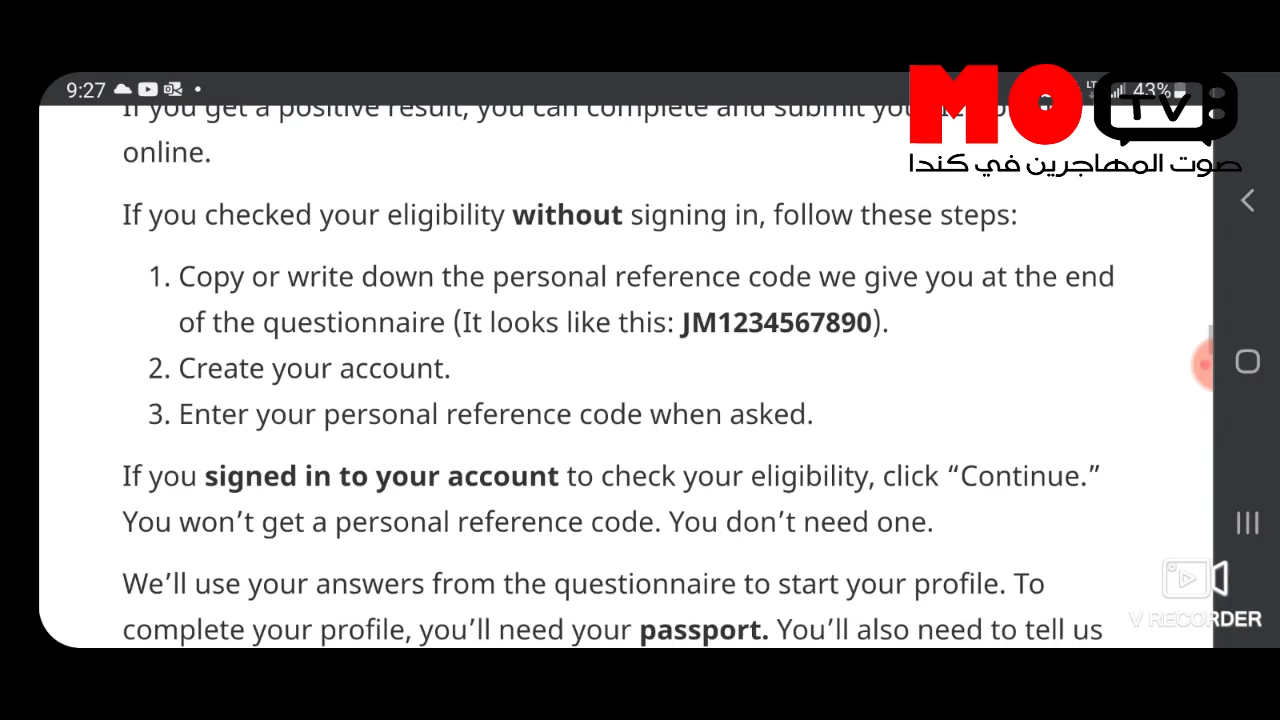 9:27
LT
43%
MO TV
صوت المهاجرين في كندا
If you get a positive result, you can complete and submit
online.
If you checked your eligibility without signing in, follow these steps:
1. Copy or write down the personal reference code we give you at the end
of the questionnaire (It looks like this: JM1234567890).
2. Create your account.
3. Enter your personal reference code when asked.
If you signed in to your account to check your eligibility, click “Continue.”
You won’t get a personal reference code. You don’t need one.
We’ll use your answers from the questionnaire to start your profile. To
complete your profile, you’ll need your passport. You’ll also need to tell us
V RECORDER